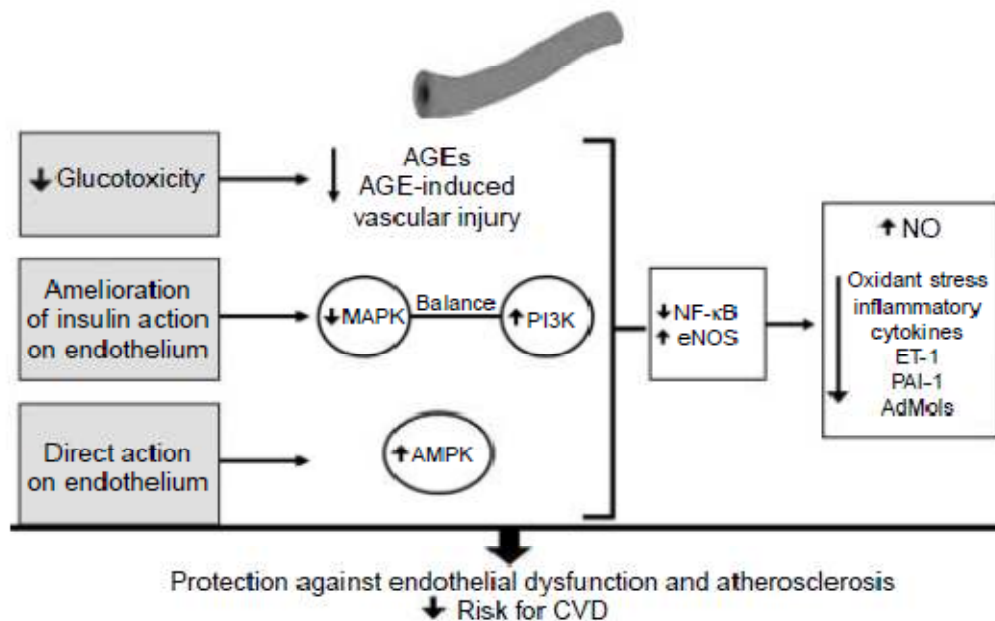 ↓ Glucotoxicity
↓ AGEs
AGE-induced
vascular injury
Amelioration
of insulin action
on endothelium
↓MAPK
Balance
↑PI3K
Direct action
on endothelium
↑AMPK
↓NF-κB
↑ eNOS
↑NO
↓ Oxidant stress
inflammatory
cytokines
ET-1
PAI-1
AdMols
Protection against endothelial dysfunction and atherosclerosis
↓ Risk for CVD